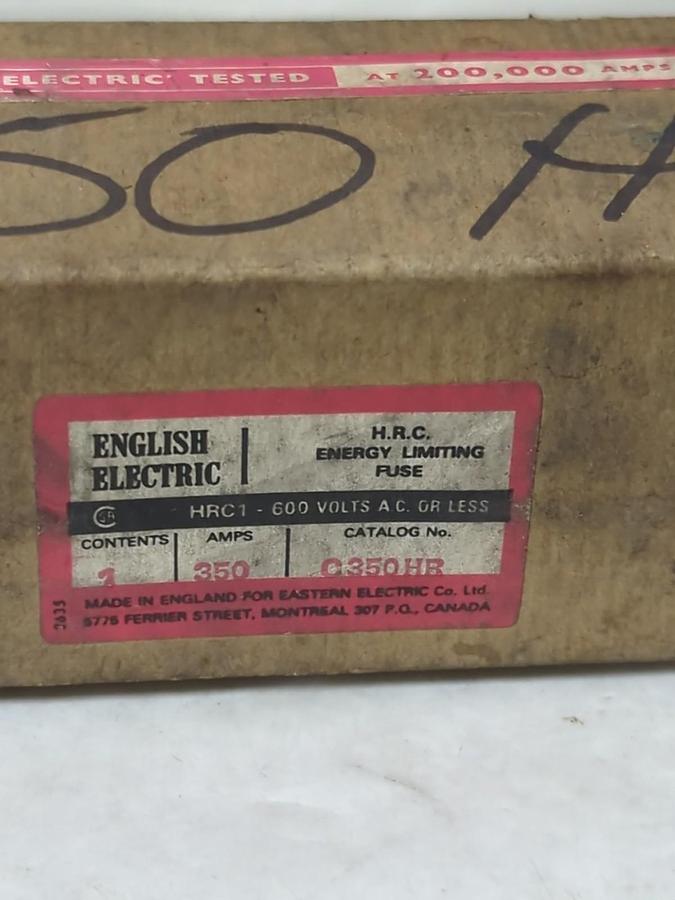 ELECTRIC' TESTED AT 200,000 AMPS
50 H
ENGLISH ELECTRIC
H.R.C. ENERGY LIMITING FUSE
HRC1 - 600 VOLTS A.C. OR LESS
CONTENTS AMPS CATALOG No.
1 350 C350HR
MADE IN ENGLAND FOR EASTERN ELECTRIC Co. Ltd.
5775 FERRIER STREET, MONTREAL 307 P.Q., CANADA